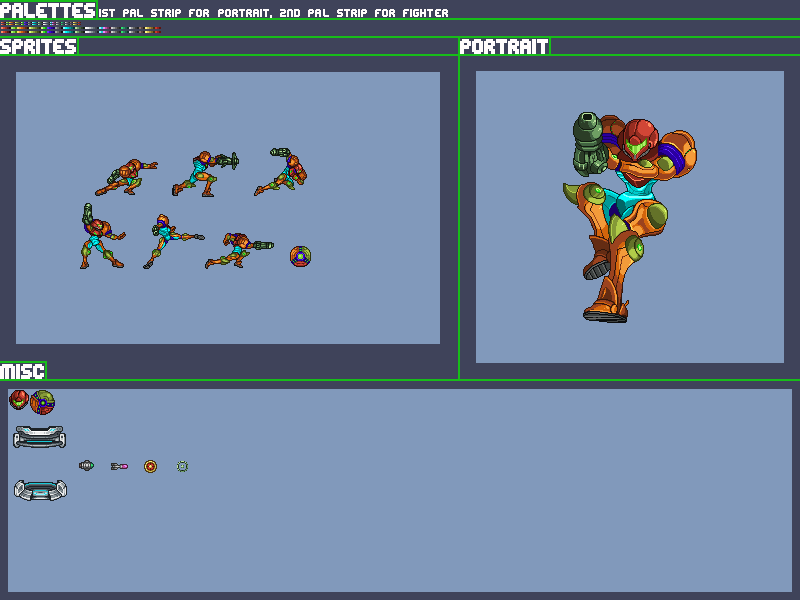 PALETTES 1ST PAL STRIP FOR PORTRAIT, 2ND PAL STRIP FOR FIGHTER
SPRITES
PORTRAIT
MISC